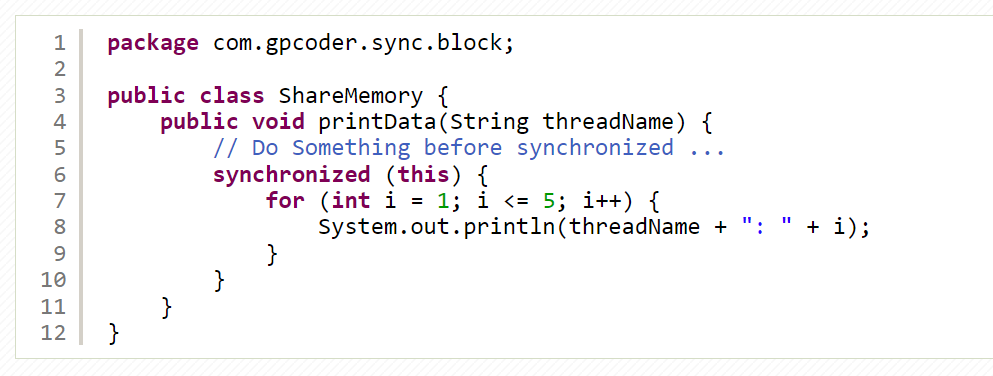 1 package com.gpcoder.sync.block;
2
3 public class ShareMemory {
4     public void printData(String threadName) {
5         // Do Something before synchronized ...
6         synchronized (this) {
7             for (int i = 1; i <= 5; i++) {
8                 System.out.println(threadName + ": " + i);
9             }
10         }
11     }
12 }